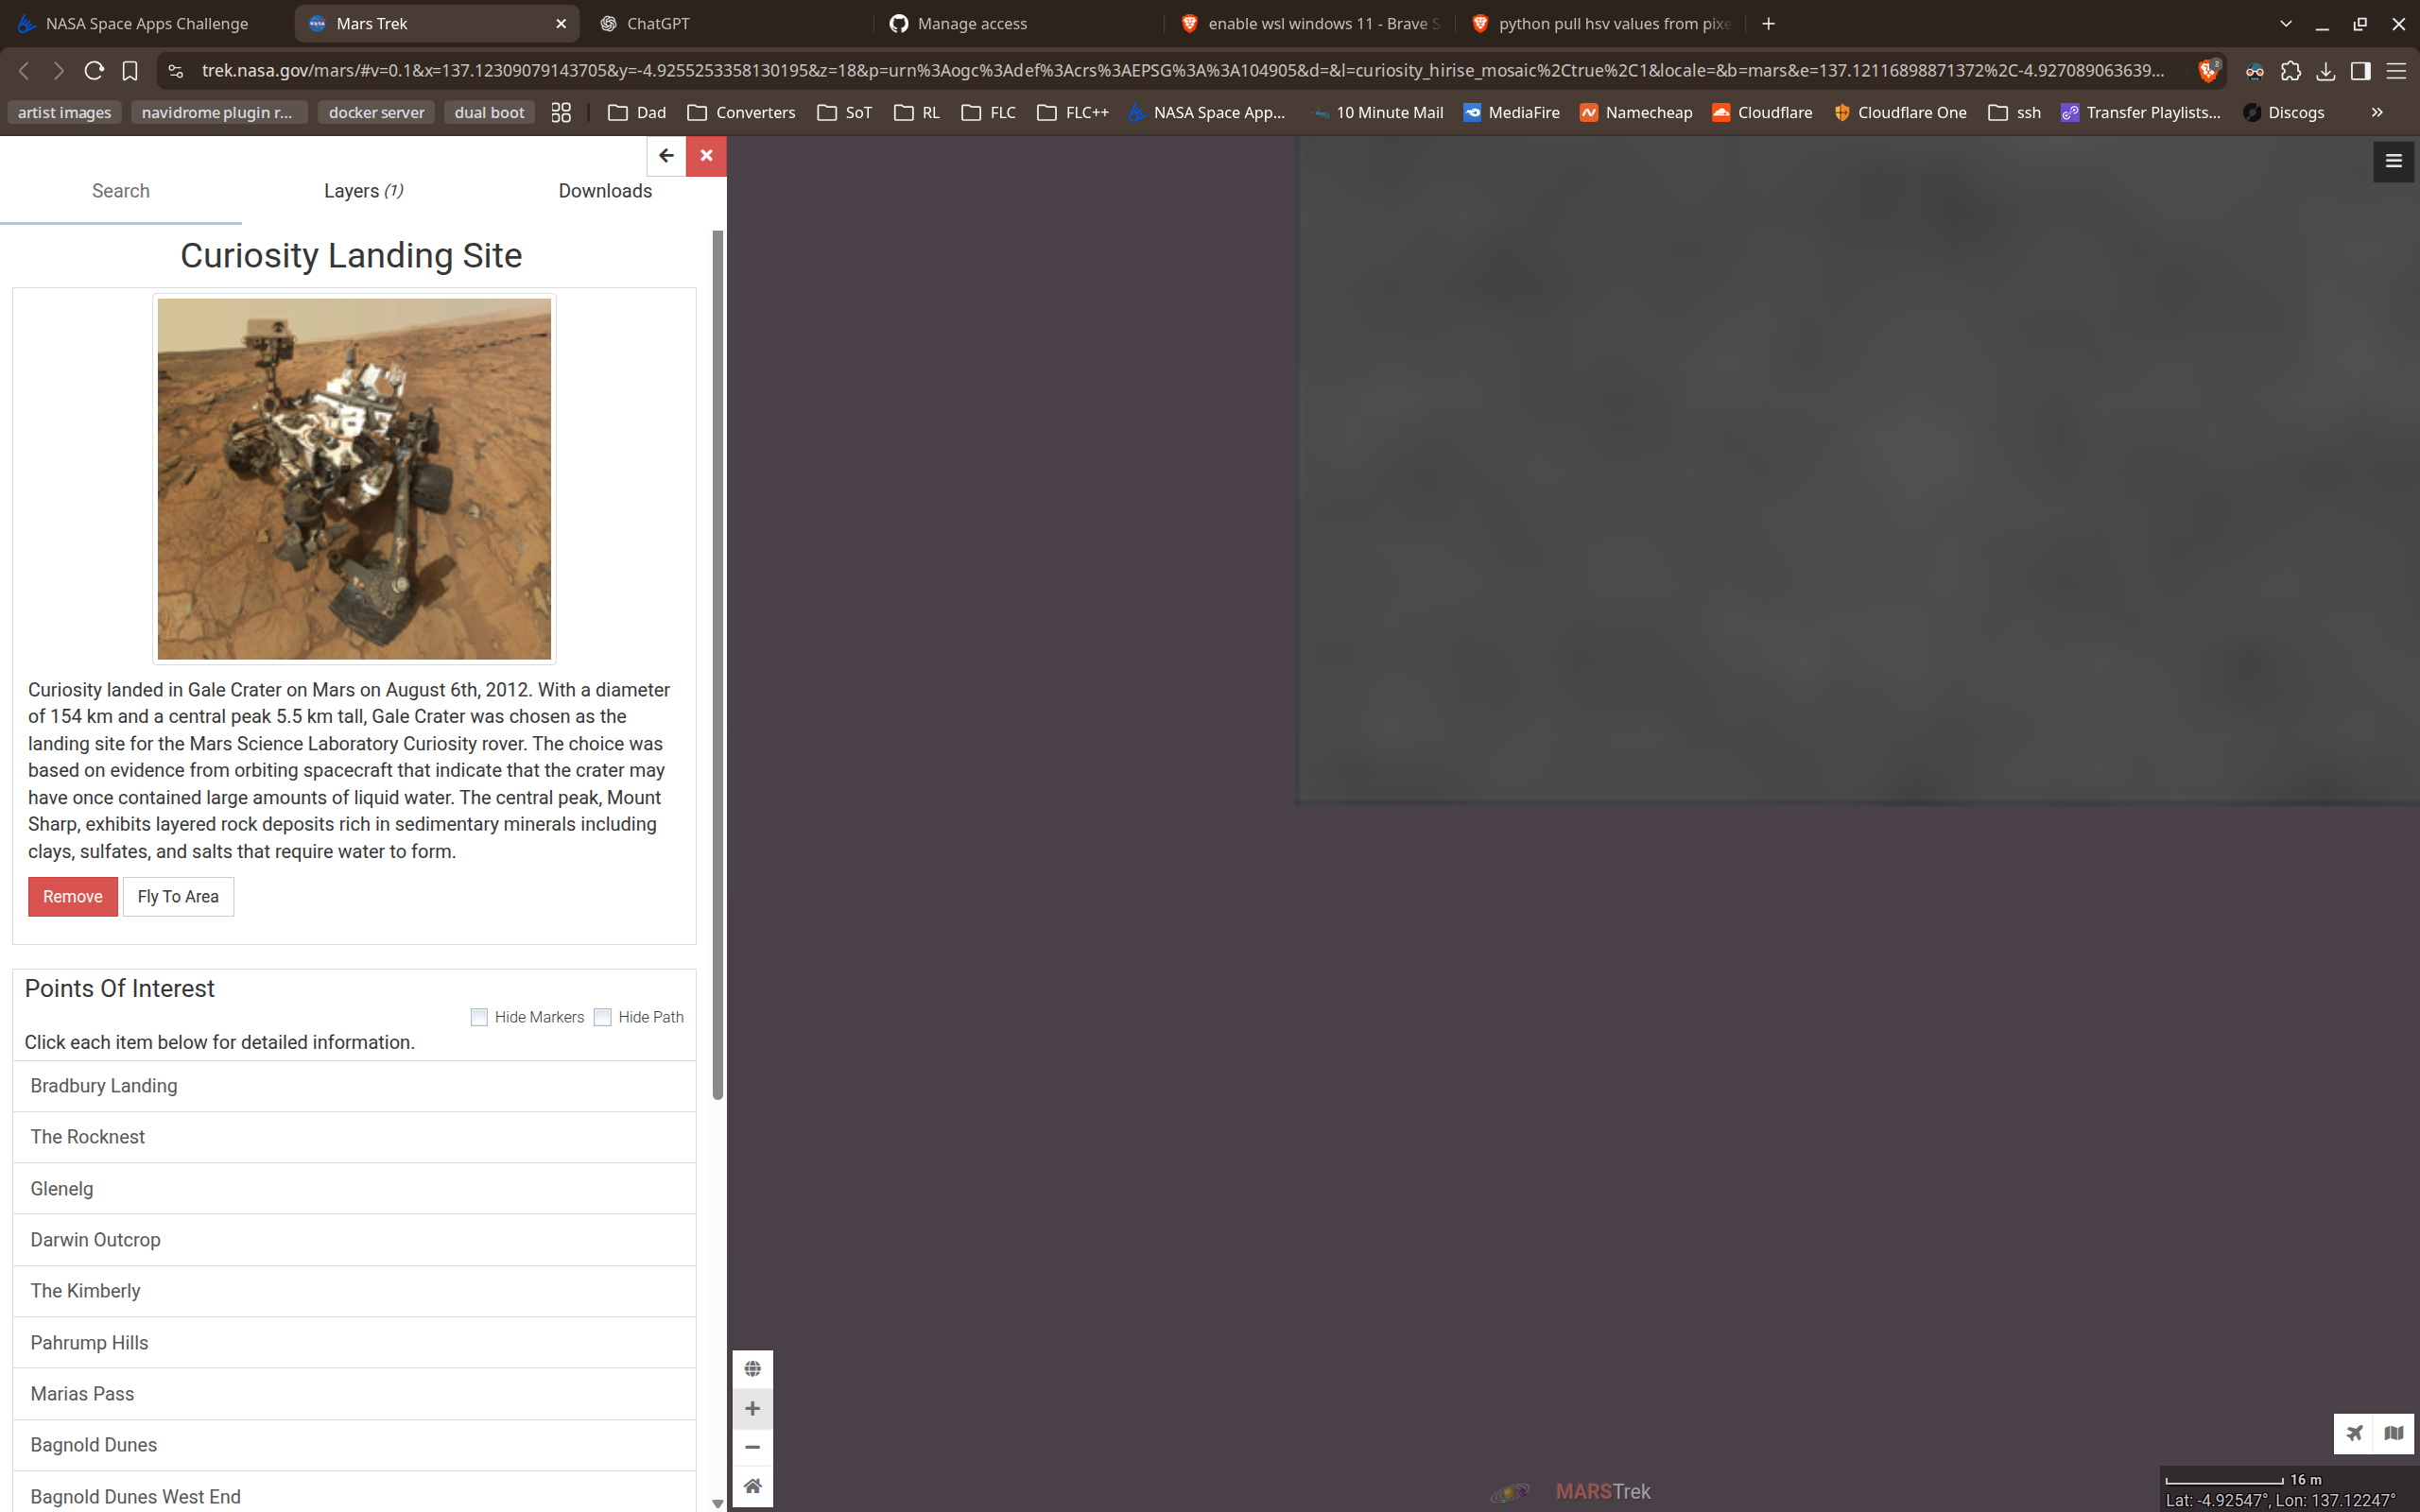 NASA Space Apps Challenge
Mars Trek
ChatGPT
Manage access
enable wsl windows 11 - Brave S
python pull hsv values from pixe
trek.nasa.gov/mars/#v=0.1&x=137.12309079143705&y=-4.9255253358130195&z=18&p=urn%3Aogc%3Adef%3Acrs%3AEPSG%3A%3A104905&d=&l=curiosity_hirise_mosaic%2Ctrue%2C1&locale=&b=mars&e=137.12116898871372%2C-4.927089063639...
2
artist images
navidrome plugin r...
docker server
dual boot
Dad
Converters
SoT
RL
FLC
FLC++
NASA Space App...
10 Minute Mail
MediaFire
Namecheap
Cloudflare
Cloudflare One
ssh
Transfer Playlists...
Discogs
Search
Layers (1)
Downloads
Curiosity Landing Site
Curiosity landed in Gale Crater on Mars on August 6th, 2012. With a diameter
of 154 km and a central peak 5.5 km tall, Gale Crater was chosen as the
landing site for the Mars Science Laboratory Curiosity rover. The choice was
based on evidence from orbiting spacecraft that indicate that the crater may
have once contained large amounts of liquid water. The central peak, Mount
Sharp, exhibits layered rock deposits rich in sedimentary minerals including
clays, sulfates, and salts that require water to form.
Remove
Fly To Area
Points Of Interest
Hide Markers
Hide Path
Click each item below for detailed information.
Bradbury Landing
The Rocknest
Glenelg
Darwin Outcrop
The Kimberly
Pahrump Hills
Marias Pass
Bagnold Dunes
Bagnold Dunes West End
MARSTrek
16 m
Lat: -4.92547°, Lon: 137.12247°